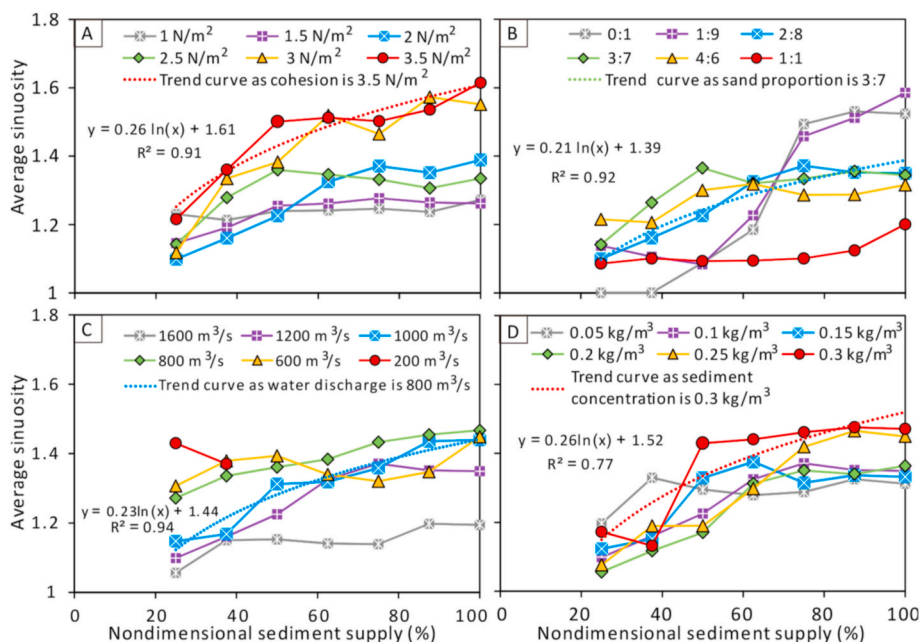 A
1 N/m²
1.5 N/m²
2 N/m²
2.5 N/m²
3 N/m²
3.5 N/m²
Trend curve as cohesion is 3.5 N/m²
y = 0.26 ln(x) + 1.61
R² = 0.91
Average sinuosity
1.8
1.6
1.4
1.2
1
B
0:1
1:9
2:8
3:7
4:6
1:1
Trend curve as sand proportion is 3:7
y = 0.21 ln(x) + 1.39
R² = 0.92
C
1600 m³/s
1200 m³/s
1000 m³/s
800 m³/s
600 m³/s
200 m³/s
Trend curve as water discharge is 800 m³/s
y = 0.23ln(x) + 1.44
R² = 0.94
Average sinuosity
1.8
1.6
1.4
1.2
1
0 20 40 60 80 100
Nondimensional sediment supply (%)
D
0.05 kg/m³
0.1 kg/m³
0.15 kg/m³
0.2 kg/m³
0.25 kg/m³
0.3 kg/m³
Trend curve as sediment
concentration is 0.3 kg/m³
y = 0.26ln(x) + 1.52
R² = 0.77
0 20 40 60 80 100
Nondimensional sediment supply (%)